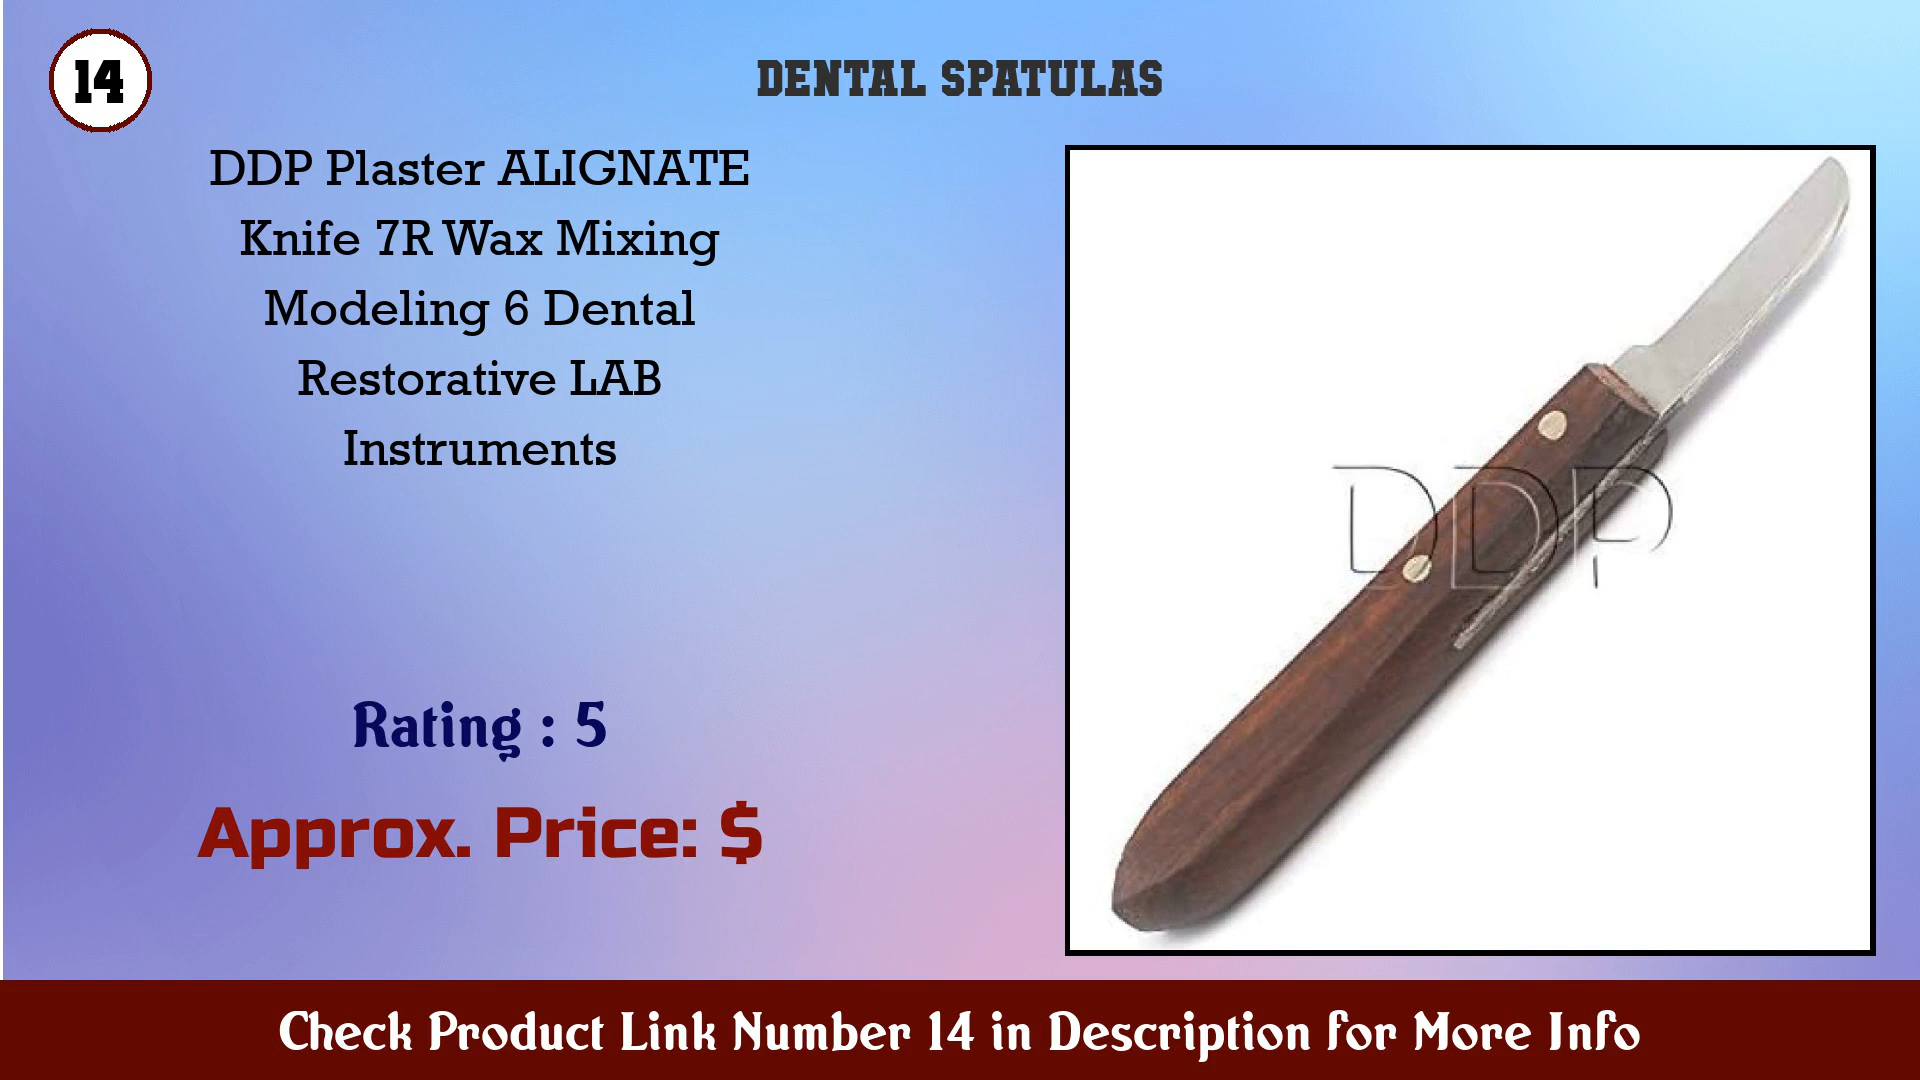 14
DENTAL SPATULAS
DDP Plaster ALIGNATE
Knife 7R Wax Mixing
Modeling 6 Dental
Restorative LAB
Instruments
DDP
Rating : 5
Approx. Price: $
Check Product Link Number 14 in Description for More Info